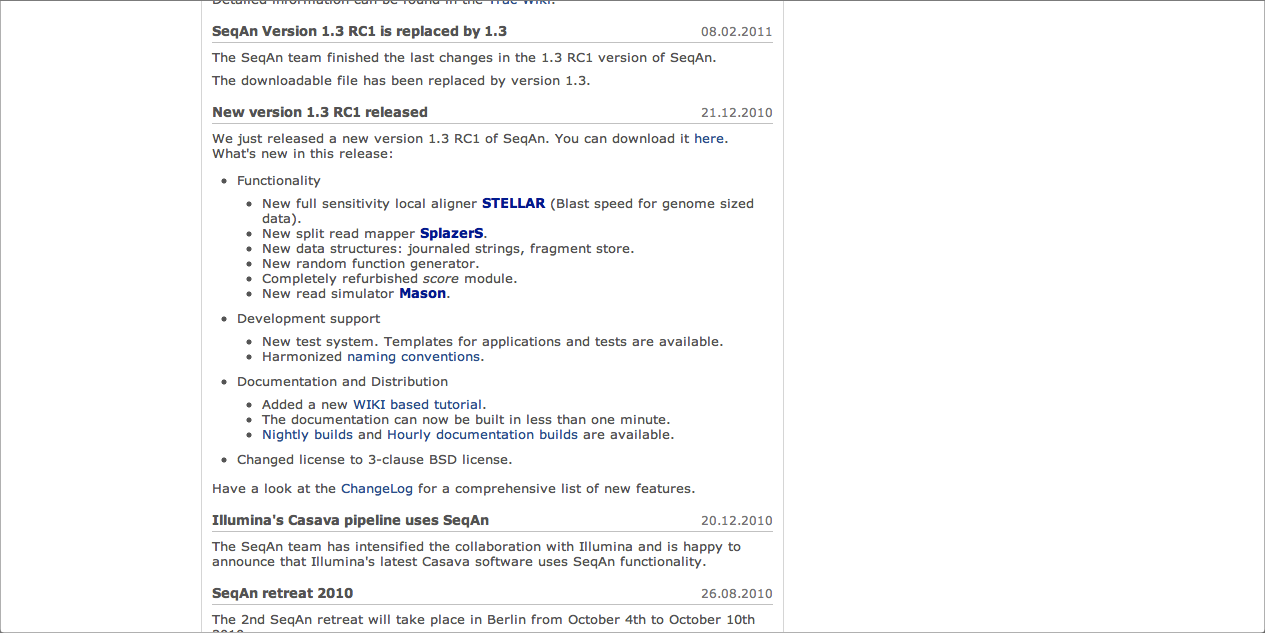 Detailed information can be found in the Trac Wiki.
SeqAn Version 1.3 RC1 is replaced by 1.3 08.02.2011
The SeqAn team finished the last changes in the 1.3 RC1 version of SeqAn.
The downloadable file has been replaced by version 1.3.
New version 1.3 RC1 released 21.12.2010
We just released a new version 1.3 RC1 of SeqAn. You can download it here.
What's new in this release:
• Functionality
• New full sensitivity local aligner STELLAR (Blast speed for genome sized
data).
• New split read mapper SplazerS.
• New data structures: journaled strings, fragment store.
• New random function generator.
• Completely refurbished score module.
• New read simulator Mason.
• Development support
• New test system. Templates for applications and tests are available.
• Harmonized naming conventions.
• Documentation and Distribution
• Added a new WIKI based tutorial.
• The documentation can now be built in less than one minute.
• Nightly builds and Hourly documentation builds are available.
• Changed license to 3-clause BSD license.
Have a look at the ChangeLog for a comprehensive list of new features.
Illumina's Casava pipeline uses SeqAn 20.12.2010
The SeqAn team has intensified the collaboration with Illumina and is happy to
announce that Illumina's latest Casava software uses SeqAn functionality.
SeqAn retreat 2010 26.08.2010
The 2nd SeqAn retreat will take place in Berlin from October 4th to October 10th
2010